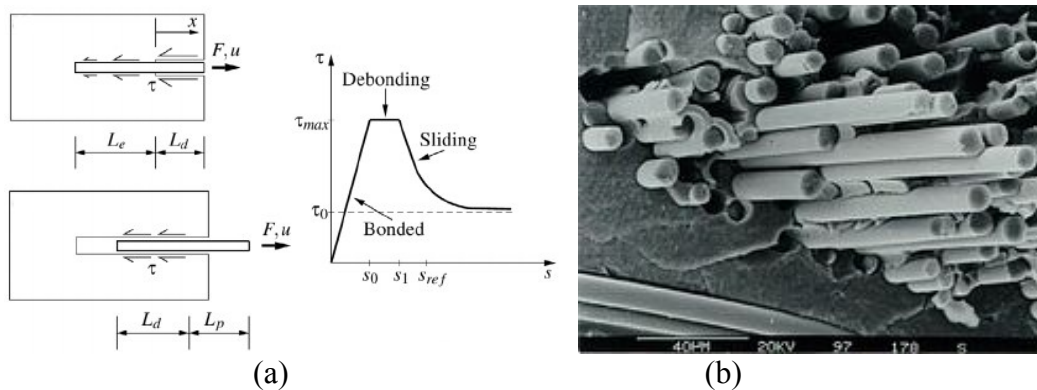 x
F, u
τ
L_e
L_d
F, u
τ
L_d
L_p
τ
Debonding
τ_max
Sliding
τ_0
Bonded
s_0
s_1
s_ref
s
40µm 20KV 97 178 S
(a)
(b)